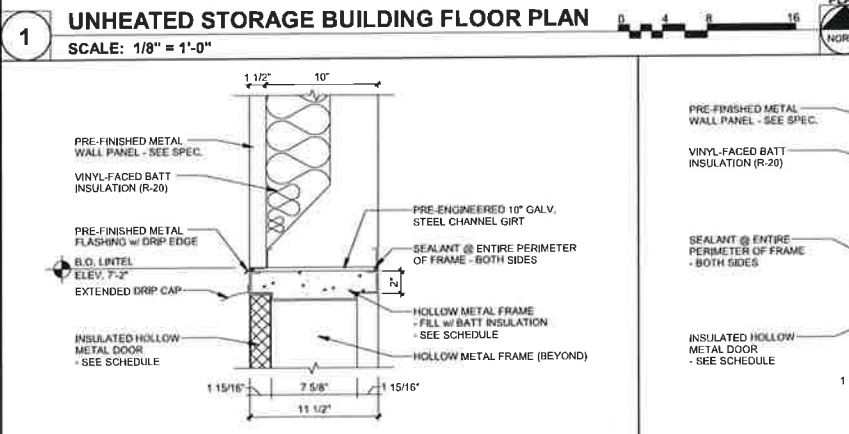 1
UNHEATED STORAGE BUILDING FLOOR PLAN
SCALE: 1/8" = 1'-0"
0 4 8 16
1 1/2" 10"
PRE-FINISHED METAL
WALL PANEL - SEE SPEC.
VINYL-FACED BATT
INSULATION (R-20)
PRE-FINISHED METAL
FLASHING w/ DRIP EDGE
B.O. LINTEL
ELEV. 7'-2"
EXTENDED DRIP CAP
INSULATED HOLLOW
METAL DOOR
- SEE SCHEDULE
PRE-ENGINEERED 10" GALV.
STEEL CHANNEL GIRT
SEALANT @ ENTIRE PERIMETER
OF FRAME - BOTH SIDES
2"
HOLLOW METAL FRAME
- FILL w/ BATT INSULATION
- SEE SCHEDULE
HOLLOW METAL FRAME (BEYOND)
1 15/16" 7 5/8" 1 15/16"
11 1/2"
PRE-FINISHED METAL
WALL PANEL - SEE SPEC.
VINYL-FACED BATT
INSULATION (R-20)
SEALANT @ ENTIRE
PERIMETER OF FRAME
- BOTH SIDES
INSULATED HOLLOW
METAL DOOR
- SEE SCHEDULE
1